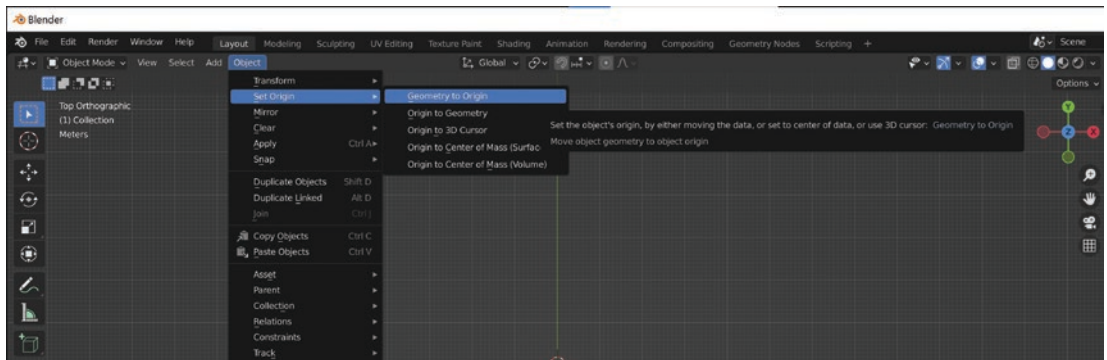 Blender
File Edit Render Window Help Layout Modeling Sculpting UV Editing Texture Paint Shading Animation Rendering Compositing Geometry Nodes Scripting + Scene
Object Mode View Select Add Object Global
Options
Top Orthographic
(1) Collection
Meters
Transform
Set Origin
Mirror
Clear
Apply Ctrl A
Snap
Duplicate Objects Shift D
Duplicate Linked Alt D
Join Ctrl J
Copy Objects Ctrl C
Paste Objects Ctrl V
Asset
Parent
Collection
Relations
Constraints
Track
Geometry to Origin
Origin to Geometry
Origin to 3D Cursor
Origin to Center of Mass (Surfac
Origin to Center of Mass (Volume)
Set the object's origin, by either moving the data, or set to center of data, or use 3D cursor: Geometry to Origin
Move object geometry to object origin
Y
Z
X